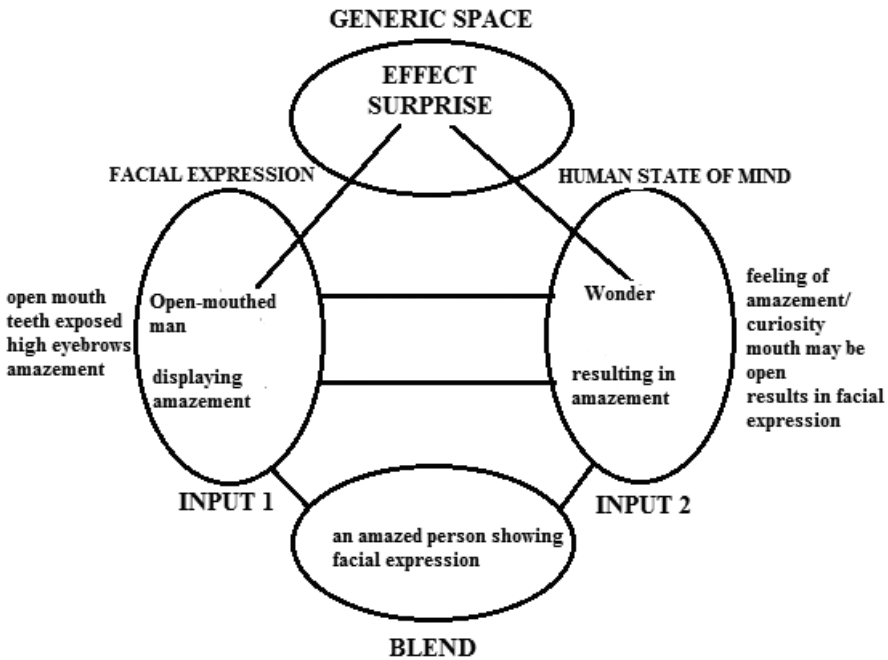 GENERIC SPACE
EFFECT
SURPRISE
FACIAL EXPRESSION
HUMAN STATE OF MIND
open mouth
teeth exposed
high eyebrows
amazement
Open-mouthed
man
displaying
amazement
Wonder
resulting in
amazement
feeling of
amazement/
curiosity
mouth may be
open
results in facial
expression
INPUT 1
INPUT 2
an amazed person showing
facial expression
BLEND